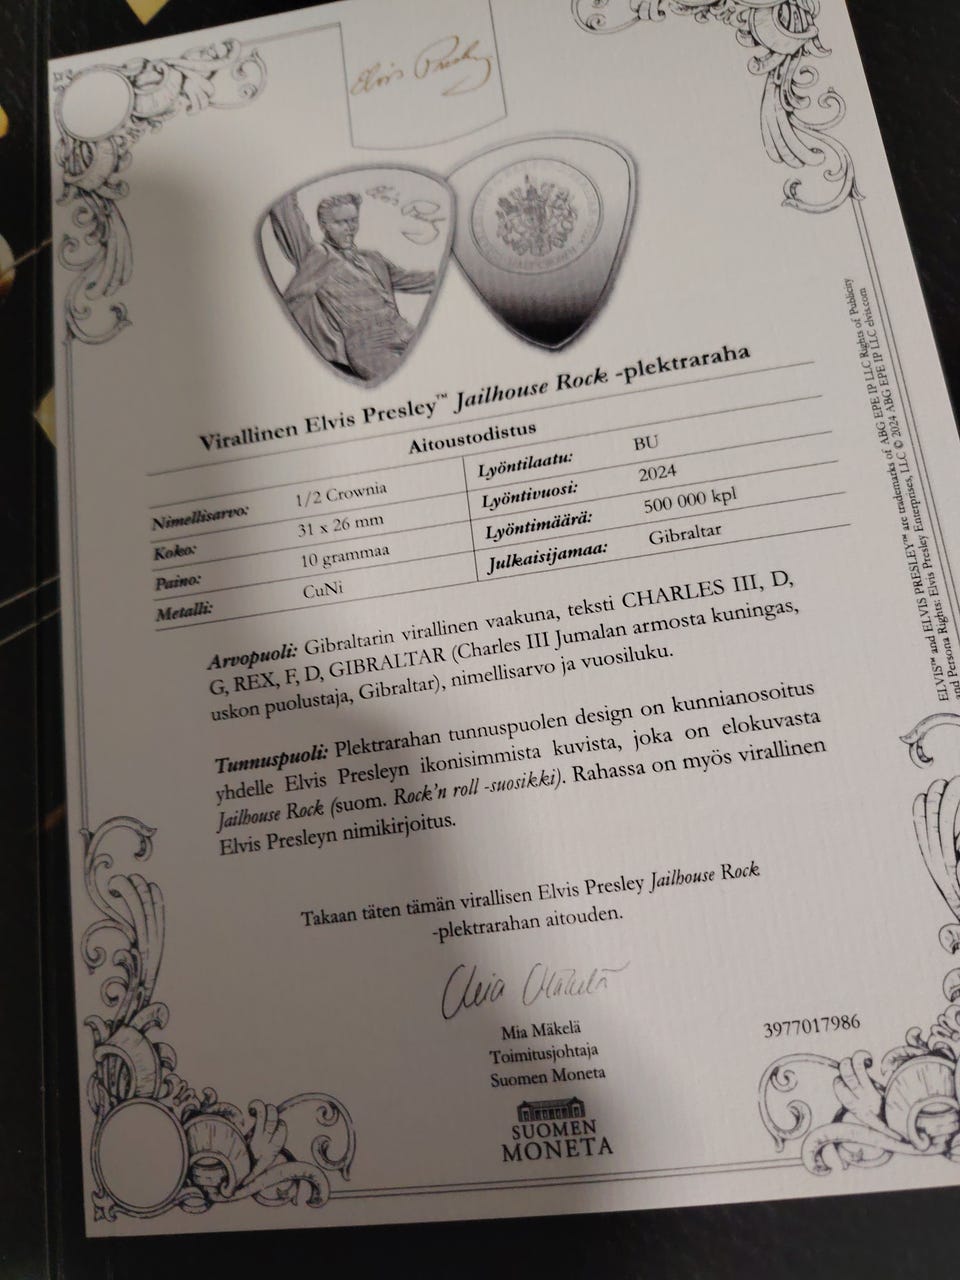 Elvis Presley
Elvis Presley
Virallinen Elvis Presley™ Jailhouse Rock -plektraraha
Aitoustodistus
Nimellisarvo: 1/2 Crownia
Koko: 31 x 26 mm
Paino: 10 grammaa
Metalli: CuNi
Lyöntilaatu: BU
Lyöntivuosi: 2024
Lyöntimäärä: 500 000 kpl
Julkaisijamaa: Gibraltar
Arvopuoli: Gibraltarin virallinen vaakuna, teksti CHARLES III, D,
G, REX, F, D, GIBRALTAR (Charles III Jumalan armosta kuningas,
uskon puolustaja, Gibraltar), nimellisarvo ja vuosiluku.
Tunnuspuoli: Plektrarahan tunnuspuolen design on kunnianosoitus
yhdelle Elvis Presleyn ikonisimmista kuvista, joka on elokuvasta
Jailhouse Rock (suom. Rock'n roll -suosikki). Rahassa on myös virallinen
Elvis Presleyn nimikirjoitus.
Takaan täten tämän virallisen Elvis Presley Jailhouse Rock
-plektrarahan aitouden.
Mia Mäkelä
Mia Mäkelä
Toimitusjohtaja
Suomen Moneta
3977017986
SUOMEN
MONETA
ELVIS™ and ELVIS PRESLEY™ are trademarks of ABG EPE IP LLC Rights of Publicity
and Persona Rights: Elvis Presley Enterprises, LLC © 2024 ABG EPE IP LLC elvis.com